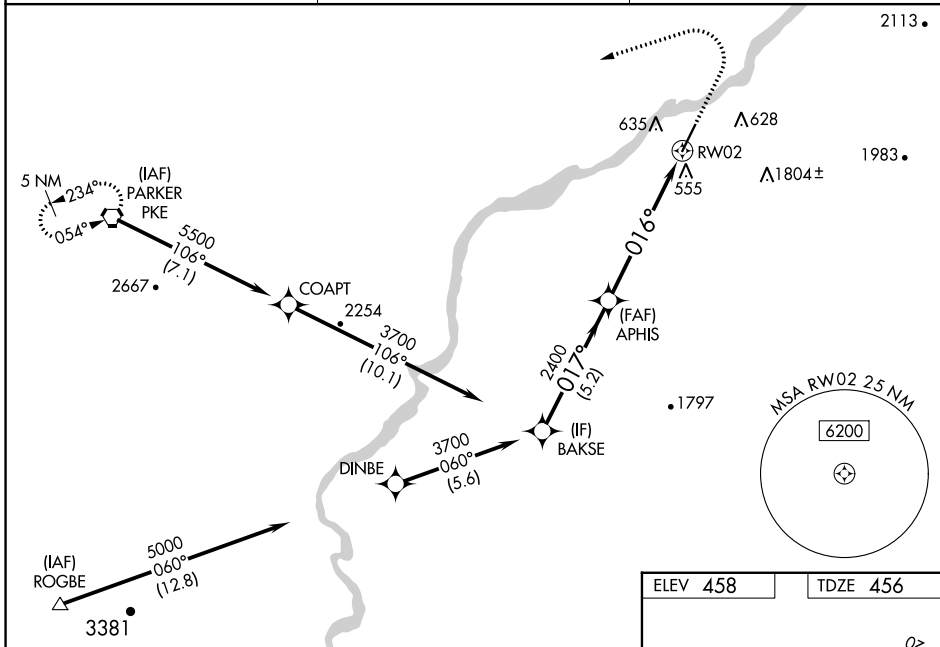 2113
635
628
RW02
1983
555
1804±
5 NM
234°
054°
(IAF)
PARKER
PKE
5500
106°
(7.1)
016°
2667
COAPT
2254
3700
106°
(10.1)
(FAF)
APHIS
2400
017°
(5.2)
1797
MSA RW02 25 NM
6200
(IF)
BAKSE
3700
060°
(5.6)
DINBE
5000
060°
(12.8)
(IAF)
ROGBE
3381
ELEV 458
TDZE 456